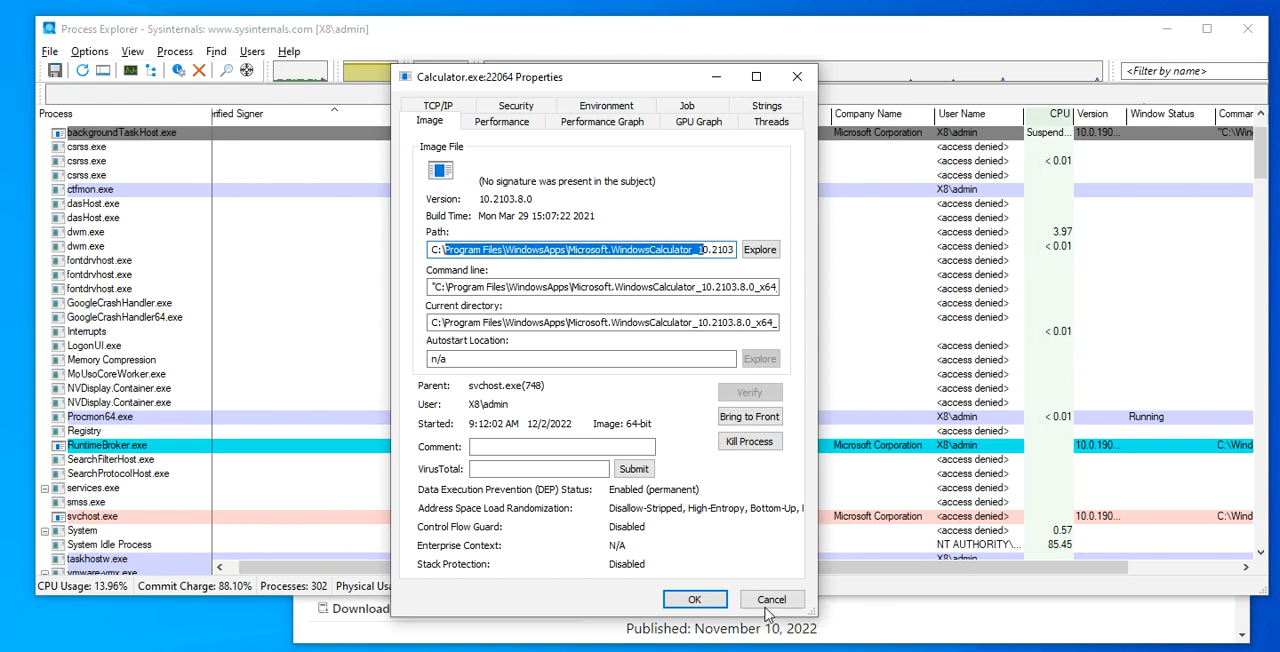 Process Explorer - Sysinternals: www.sysinternals.com [X8\admin]
File Options View Process Find Users Help
<Filter by name>
Process
Verified Signer
Company Name
User Name
CPU
Version
Window Status
Comman
backgroundTaskHost.exe Microsoft Corporation X8\admin Suspend... 10.0.190... "C:\Wind
csrss.exe <access denied>
csrss.exe <access denied> < 0.01
csrss.exe <access denied>
ctfmon.exe X8\admin
dasHost.exe <access denied>
dasHost.exe <access denied>
dwm.exe <access denied> 3.97
dwm.exe <access denied> < 0.01
fontdrvhost.exe <access denied>
fontdrvhost.exe <access denied>
fontdrvhost.exe <access denied>
GoogleCrashHandler.exe <access denied>
GoogleCrashHandler64.exe <access denied>
Interrupts < 0.01
LogonUI.exe <access denied>
Memory Compression <access denied>
MoUsoCoreWorker.exe <access denied>
NVDisplay.Container.exe <access denied>
NVDisplay.Container.exe <access denied>
Procmon64.exe X8\admin < 0.01 Running
Registry <access denied>
RuntimeBroker.exe Microsoft Corporation X8\admin 10.0.190... C:\Wind
SearchFilterHost.exe <access denied>
SearchProtocolHost.exe <access denied>
services.exe <access denied>
smss.exe <access denied>
svchost.exe Microsoft Corporation <access denied> 10.0.190... C:\Wind
System <access denied> 0.57
System Idle Process NT AUTHORITY\... 85.45
taskhostw.exe X8\admin
vmware-vmx.exe
CPU Usage: 13.96% Commit Charge: 88.10% Processes: 302 Physical Usa
Calculator.exe:22064 Properties
TCP/IP Security Environment Job Strings
Image Performance Performance Graph GPU Graph Threads
Image File
(No signature was present in the subject)
Version: 10.2103.8.0
Build Time: Mon Mar 29 15:07:22 2021
Path:
C:\Program Files\WindowsApps\Microsoft.WindowsCalculator_10.2103 Explore
Command line:
"C:\Program Files\WindowsApps\Microsoft.WindowsCalculator_10.2103.8.0_x64_
Current directory:
C:\Program Files\WindowsApps\Microsoft.WindowsCalculator_10.2103.8.0_x64_
Autostart Location:
n/a Explore
Parent: svchost.exe(748) Verify
User: X8\admin
Started: 9:12:02 AM 12/2/2022 Image: 64-bit Bring to Front
Comment: Kill Process
VirusTotal: Submit
Data Execution Prevention (DEP) Status: Enabled (permanent)
Address Space Load Randomization: Disallow-Stripped, High-Entropy, Bottom-Up,
Control Flow Guard: Disabled
Enterprise Context: N/A
Stack Protection: Disabled
OK Cancel
Download
Published: November 10, 2022